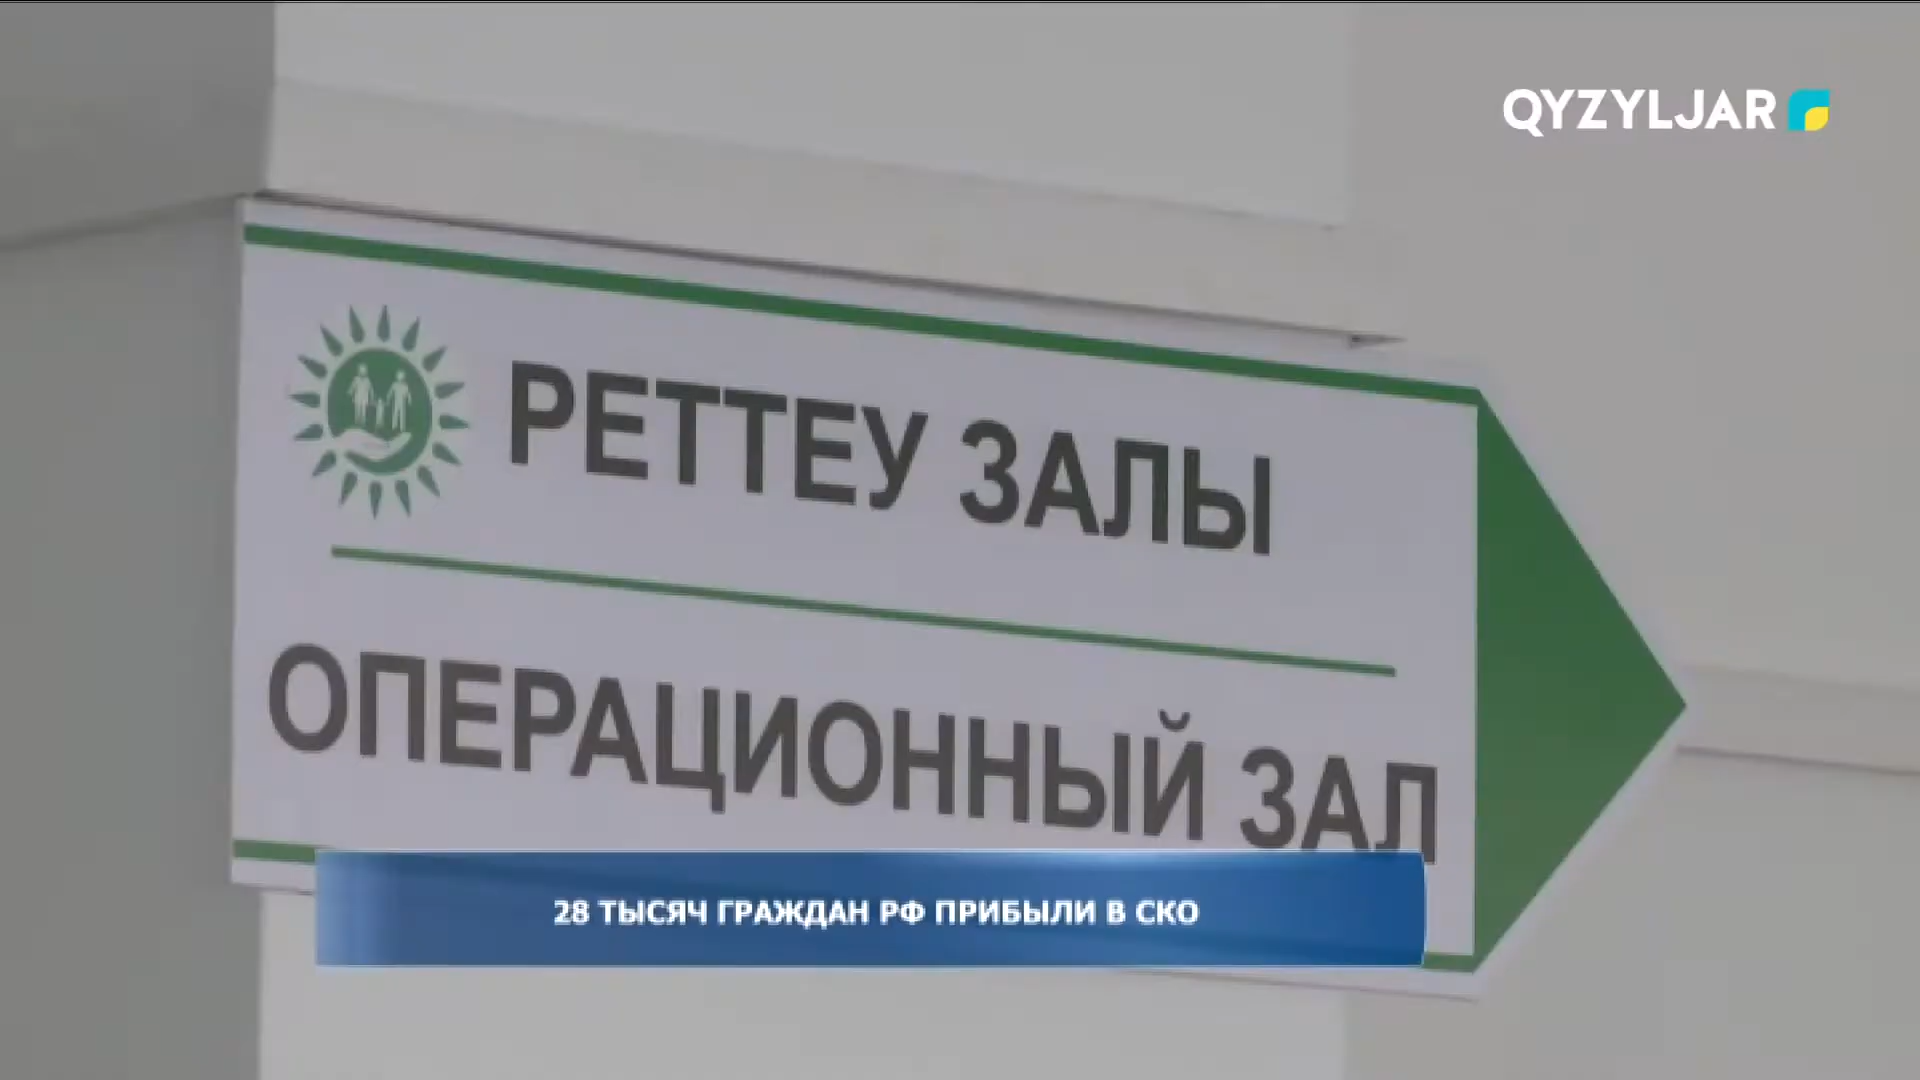 QYZYLJAR
РЕТТЕУ ЗАЛЫ
ОПЕРАЦИОННЫЙ ЗАЛ
28 ТЫСЯЧ ГРАЖДАН РФ ПРИБЫЛИ В СКО